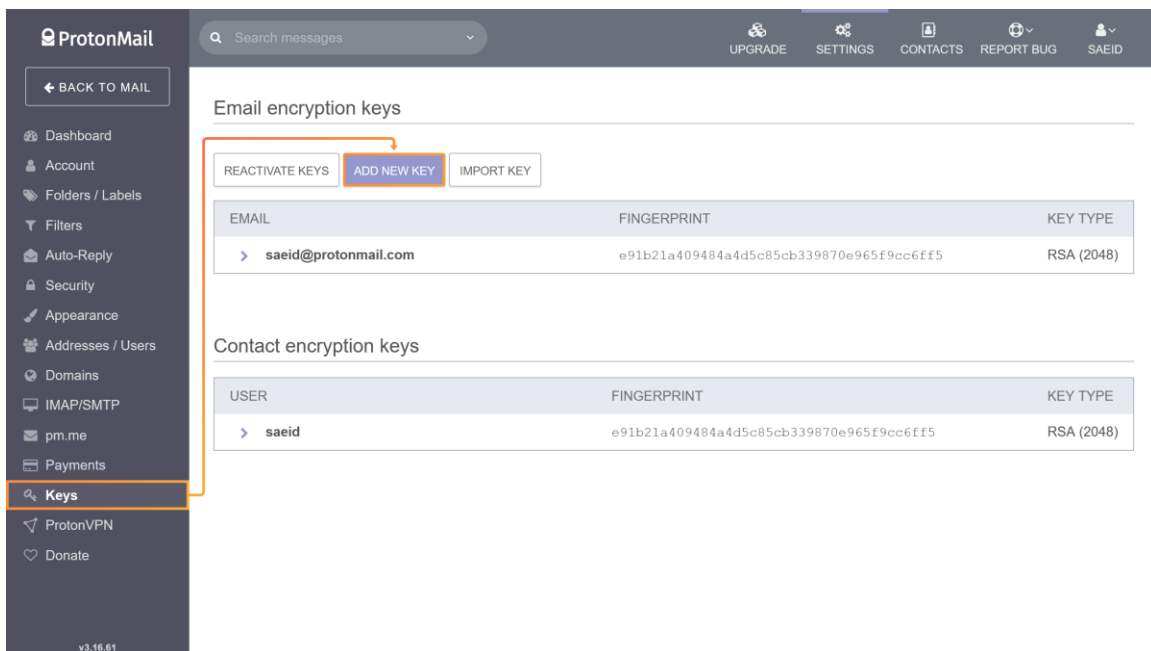 ProtonMail
Search messages
UPGRADE
SETTINGS
CONTACTS
REPORT BUG
SAEID
BACK TO MAIL
Dashboard
Account
Folders / Labels
Filters
Auto-Reply
Security
Appearance
Addresses / Users
Domains
IMAP/SMTP
pm.me
Payments
Keys
ProtonVPN
Donate
v3.16.61
Email encryption keys
REACTIVATE KEYS
ADD NEW KEY
IMPORT KEY
EMAIL FINGERPRINT KEY TYPE
saeid@protonmail.com e91b21a409484a4d5c85cb339870e965f9cc6ff5 RSA (2048)
Contact encryption keys
USER FINGERPRINT KEY TYPE
saeid e91b21a409484a4d5c85cb339870e965f9cc6ff5 RSA (2048)